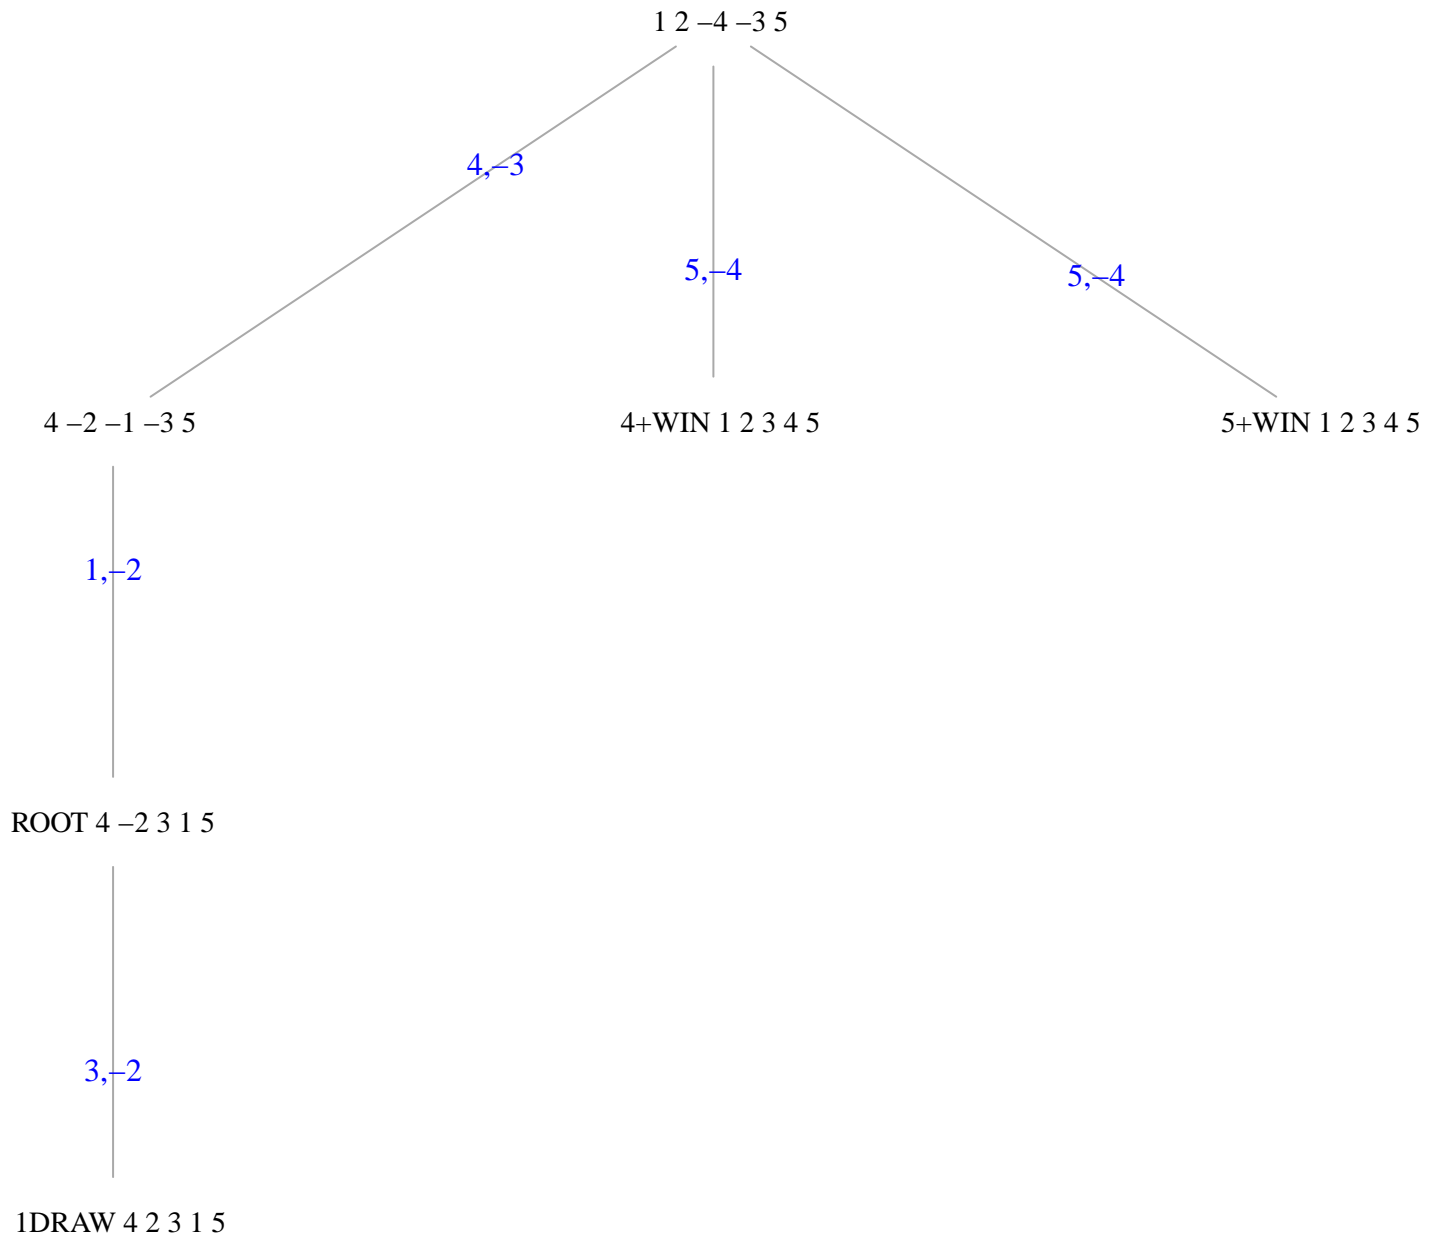 1 2 –4 –3 5
4,–3
5,–4
5,–4
4 –2 –1 –3 5
4+WIN 1 2 3 4 5
5+WIN 1 2 3 4 5
1,–2
ROOT 4 –2 3 1 5
3,–2
1DRAW 4 2 3 1 5